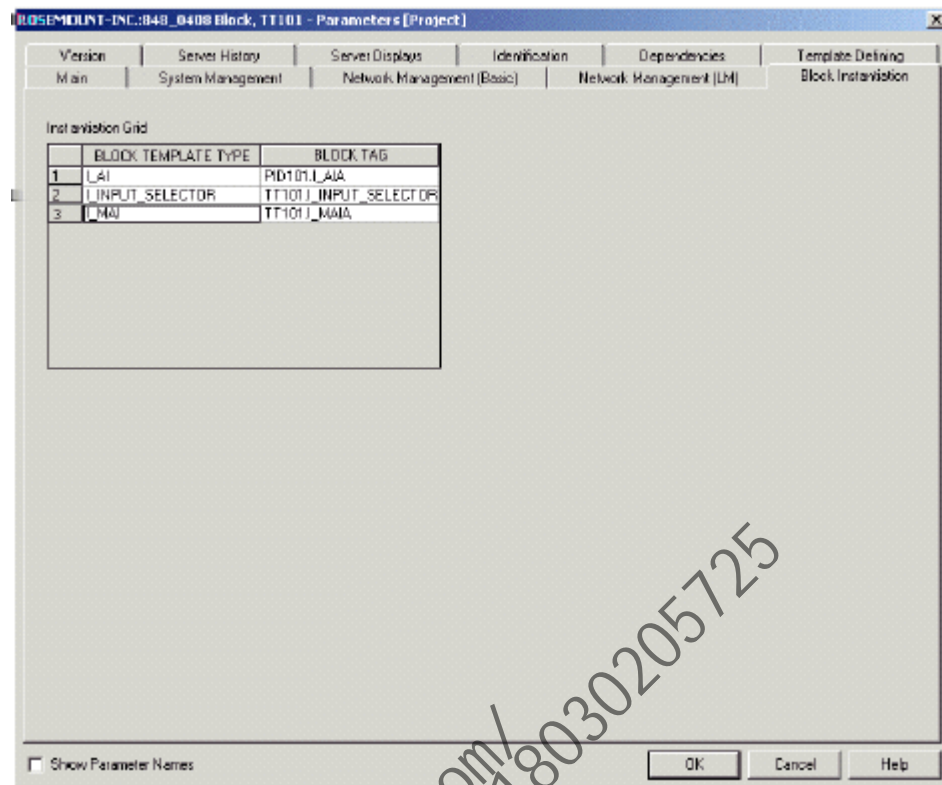 ROSEMOUNT-INC.:848_0408 Block, TT101 - Parameters [Project]
Version Server History Server Displays Identification Dependencies Template Defining
Main System Management Network Management (Basic) Network Management (LM) Block Instantiation
Instantiation Grid
BLOCK TEMPLATE TYPE BLOCK TAG
1 I_AI PID101.I_AIA
2 I_INPUT_SELECTOR TT101.I_INPUT_SELECTOR
3 I_MAI TT101.I_MAIA
Show Parameter Names OK Cancel Help
om/
18030205725